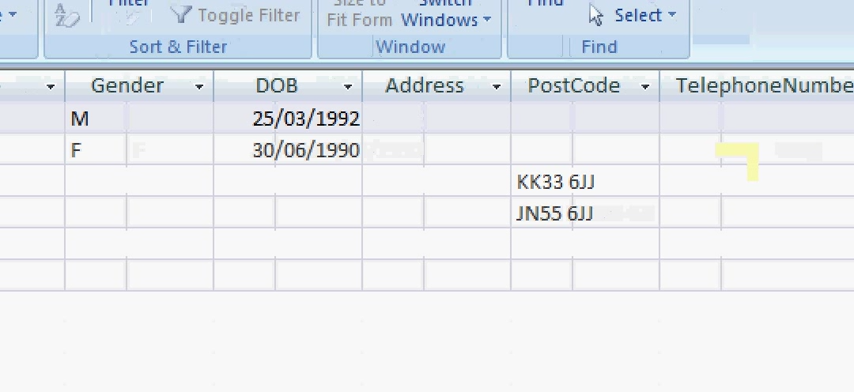 Filter Size to Switch Find
Toggle Filter Fit Form Windows Select
Sort & Filter Window Find
Gender DOB Address PostCode TelephoneNumbe
M 25/03/1992
F 30/06/1990
KK33 6JJ
JN55 6JJ